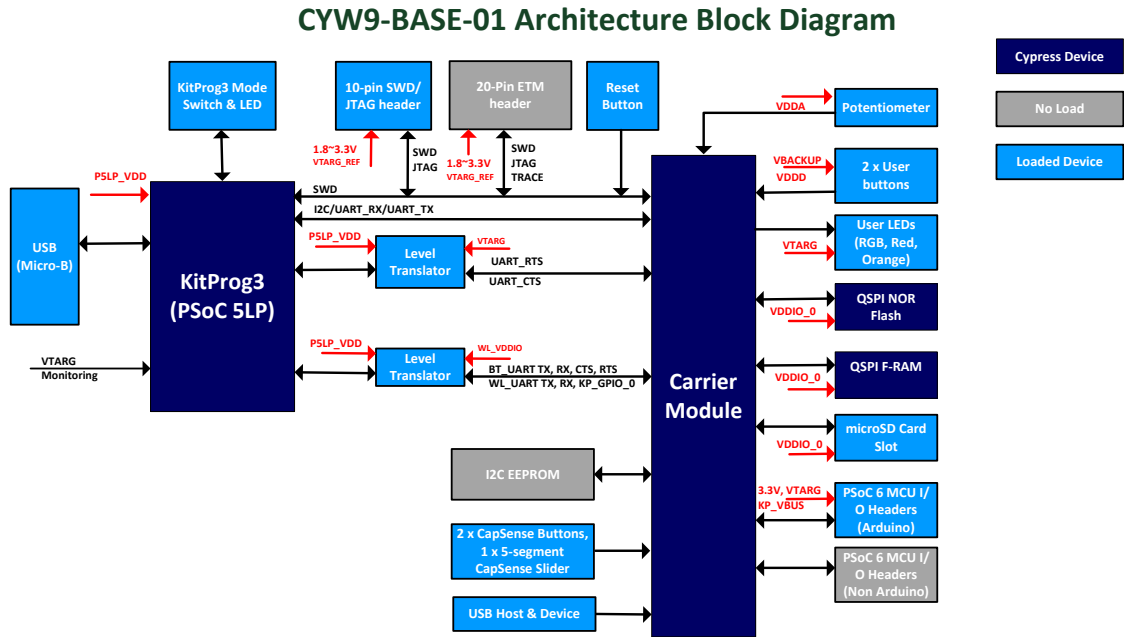 CYW9-BASE-01 Architecture Block Diagram
Cypress Device
No Load
Loaded Device
KitProg3 Mode
Switch & LED
10-pin SWD/
JTAG header
20-Pin ETM
header
Reset
Button
Potentiometer
VDDA
1.8~3.3V
VTARG_REF
SWD
JTAG
1.8~3.3V
VTARG_REF
SWD
JTAG
TRACE
P5LP_VDD
SWD
I2C/UART_RX/UART_TX
VBACKUP
VDDD
2 x User
buttons
USB
(Micro-B)
KitProg3
(PSoC 5LP)
P5LP_VDD
VTARG
Level
Translator
UART_RTS
UART_CTS
User LEDs
(RGB, Red,
Orange)
VTARG
QSPI NOR
Flash
VDDIO_0
VTARG
Monitoring
P5LP_VDD
WL_VDDIO
Level
Translator
BT_UART TX, RX, CTS, RTS
WL_UART TX, RX, KP_GPIO_0
Carrier
Module
QSPI F-RAM
VDDIO_0
microSD Card
Slot
VDDIO_0
I2C EEPROM
3.3V, VTARG
KP_VBUS
PSoC 6 MCU I/
O Headers
(Arduino)
2 x CapSense Buttons,
1 x 5-segment
CapSense Slider
PSoC 6 MCU I/
O Headers
(Non Arduino)
USB Host & Device